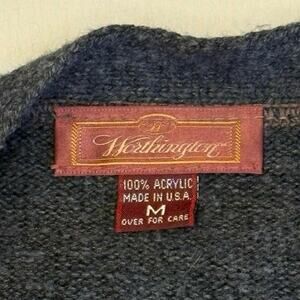 Worthington
100% ACRYLIC
MADE IN U.S.A.
M
OVER FOR CARE